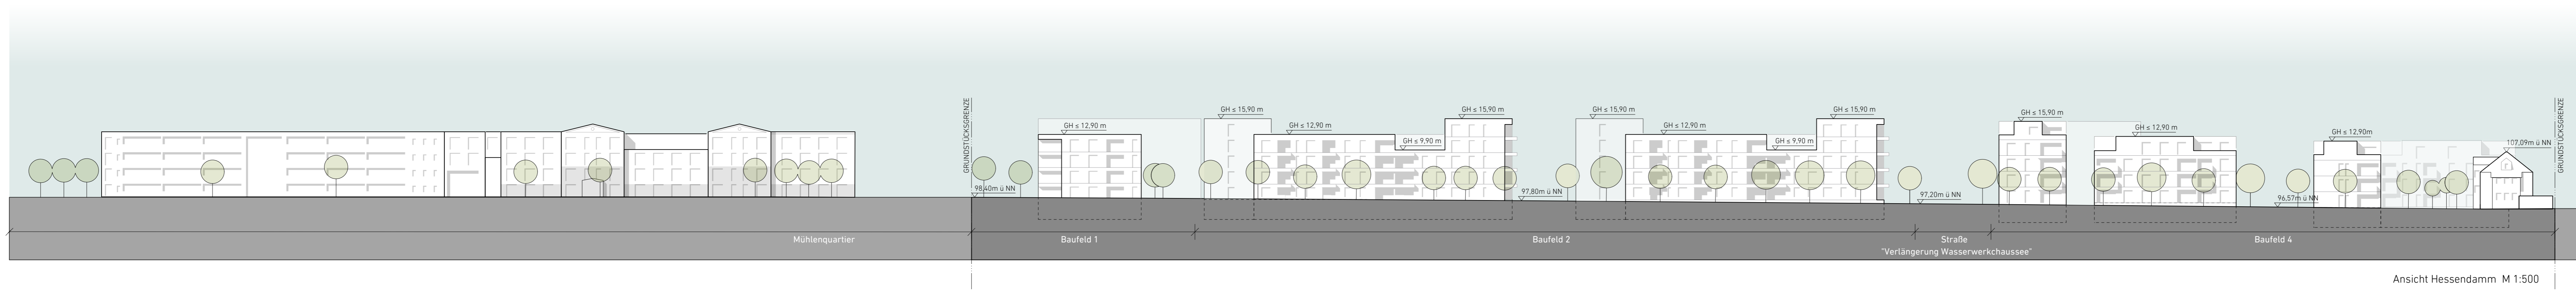 GRUNDSTÜCKSGRENZE
98,40m ü NN
GH ≤ 12,90 m
GH ≤ 15,90 m
GH ≤ 12,90 m
GH ≤ 9,90 m
GH ≤ 15,90 m
97,80m ü NN
GH ≤ 15,90 m
GH ≤ 12,90 m
GH ≤ 9,90 m
GH ≤ 15,90 m
97,20m ü NN
GH ≤ 15,90 m
GH ≤ 12,90 m
96,57m ü NN
GH ≤ 12,90m
107,09m ü NN
GRUNDSTÜCKSGRENZE
Mühlenquartier
Baufeld 1
Baufeld 2
Straße
"Verlängerung Wasserwerkchaussee"
Baufeld 4
Ansicht Hessendamm M 1:500